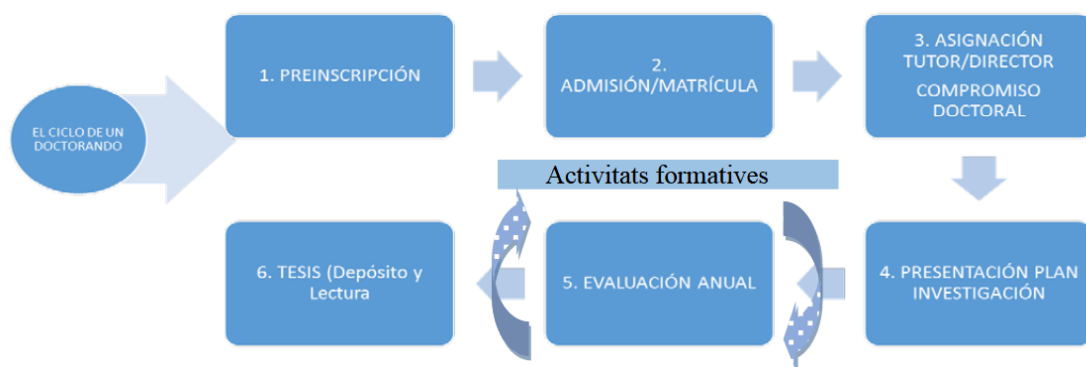 EL CICLO DE UN
DOCTORANDO
1. PREINSCRIPCIÓN
2.
ADMISIÓN/MATRÍCULA
3. ASIGNACIÓN
TUTOR/DIRECTOR
COMPROMISO
DOCTORAL
Activitats formatives
6. TESIS (Depósito y
Lectura
5. EVALUACIÓN ANUAL
4. PRESENTACIÓN PLAN
INVESTIGACIÓN